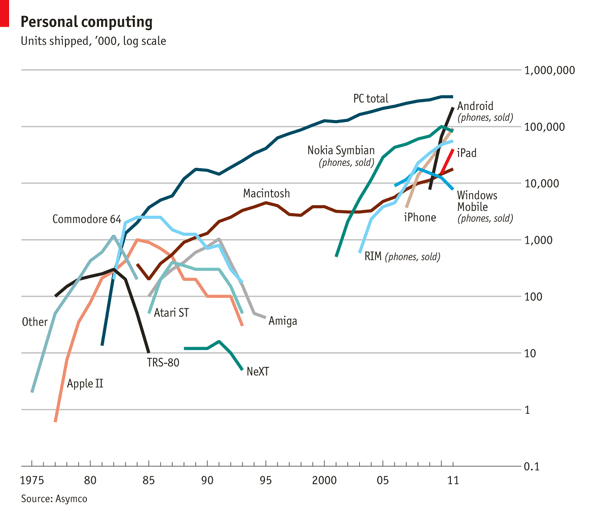 Personal computing
Units shipped, ’000, log scale
1,000,000
PC total
Android
(phones, sold)
100,000
Nokia Symbian
(phones, sold)
iPad
10,000
Macintosh
Windows
Mobile
(phones, sold)
Commodore 64
iPhone
1,000
RIM (phones, sold)
100
Other
Atari ST
Amiga
10
TRS-80
NeXT
Apple II
1
0.1
1975 80 85 90 95 2000 05 11
Source: Asymco